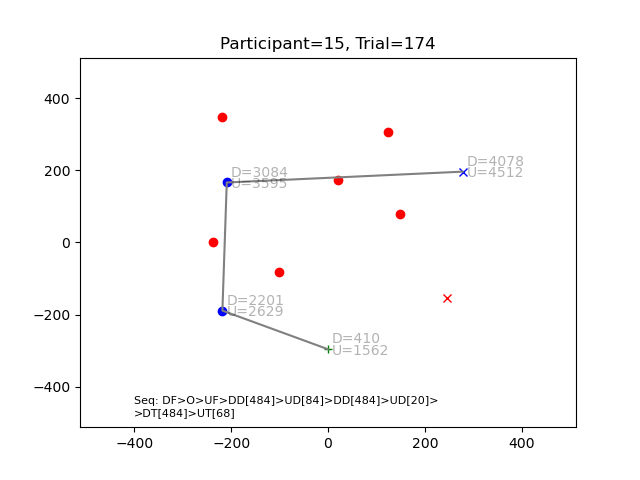 Participant=15, Trial=174
400
200
0
−200
−400
D=4078
U=4512
D=3084
U=3595
D=2201
U=2629
D=410
U=1562
Seq: DF>O>UF>DD[484]>UD[84]>DD[484]>UD[20]>
>DT[484]>UT[68]
−400
−200
0
200
400